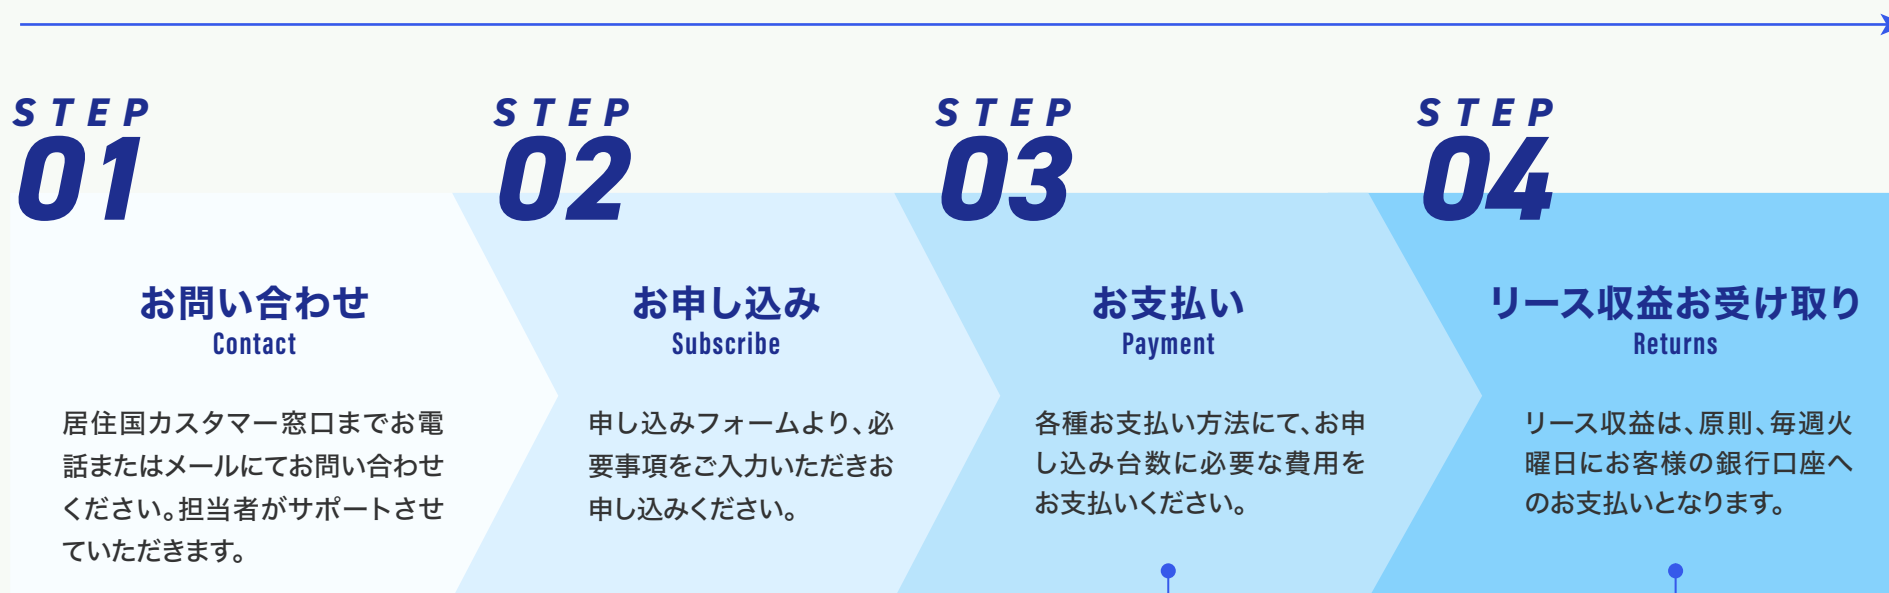 STEP
01
お問い合わせ
Contact
居住国カスタマー窓口までお電
話またはメールにてお問い合わせ
ください。担当者がサポートさせ
ていただきます。
STEP
02
お申し込み
Subscribe
申し込みフォームより、必
要事項をご入力いただきお
申し込みください。
STEP
03
お支払い
Payment
各種お支払い方法にて、お申
し込み台数に必要な費用を
お支払いください。
STEP
04
リース収益お受け取り
Returns
リース収益は、原則、毎週火
曜日にお客様の銀行口座へ
のお支払いとなります。